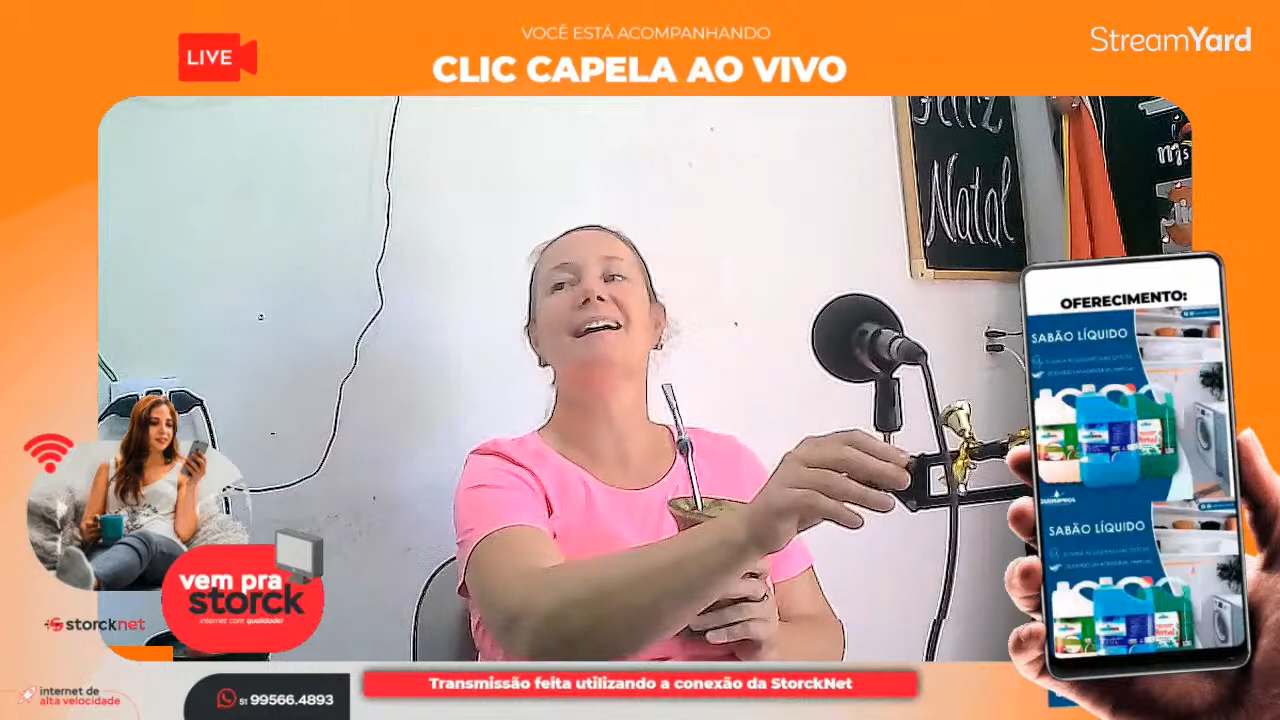 LIVE
VOCÊ ESTÁ ACOMPANHANDO
CLIC CAPELA AO VIVO
StreamYard
Feliz
Natal
OFERECIMENTO:
SABÃO LÍQUIDO
SABÃO LÍQUIDO
vem pra
storck
internet com qualidade!
storcknet
internet de
alta velocidade
51 99566.4893
Transmissão feita utilizando a conexão da StorckNet